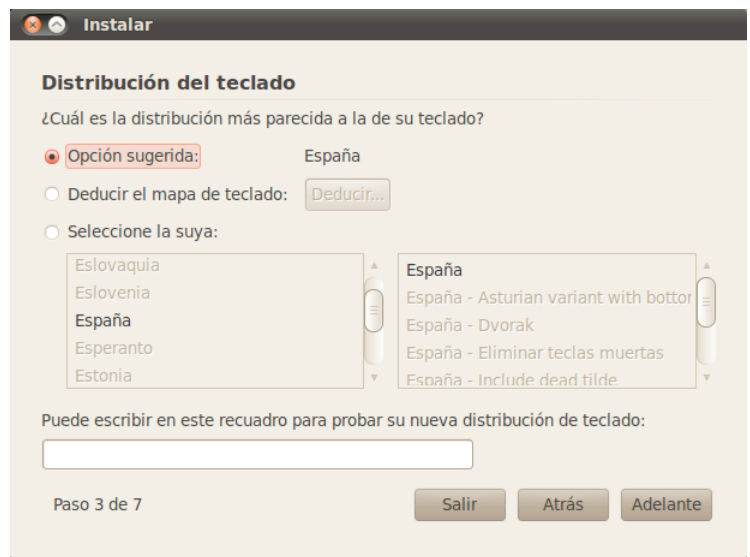 Instalar
Distribución del teclado
¿Cuál es la distribución más parecida a la de su teclado?
Opción sugerida: España
Deducir el mapa de teclado: Deducir...
Seleccione la suya:
Eslovaquia
Eslovenia
España
Esperanto
Estonia
España
España - Asturian variant with bottor
España - Dvorak
España - Eliminar teclas muertas
España - Include dead tilde
Puede escribir en este recuadro para probar su nueva distribución de teclado:
Paso 3 de 7 Salir Atrás Adelante